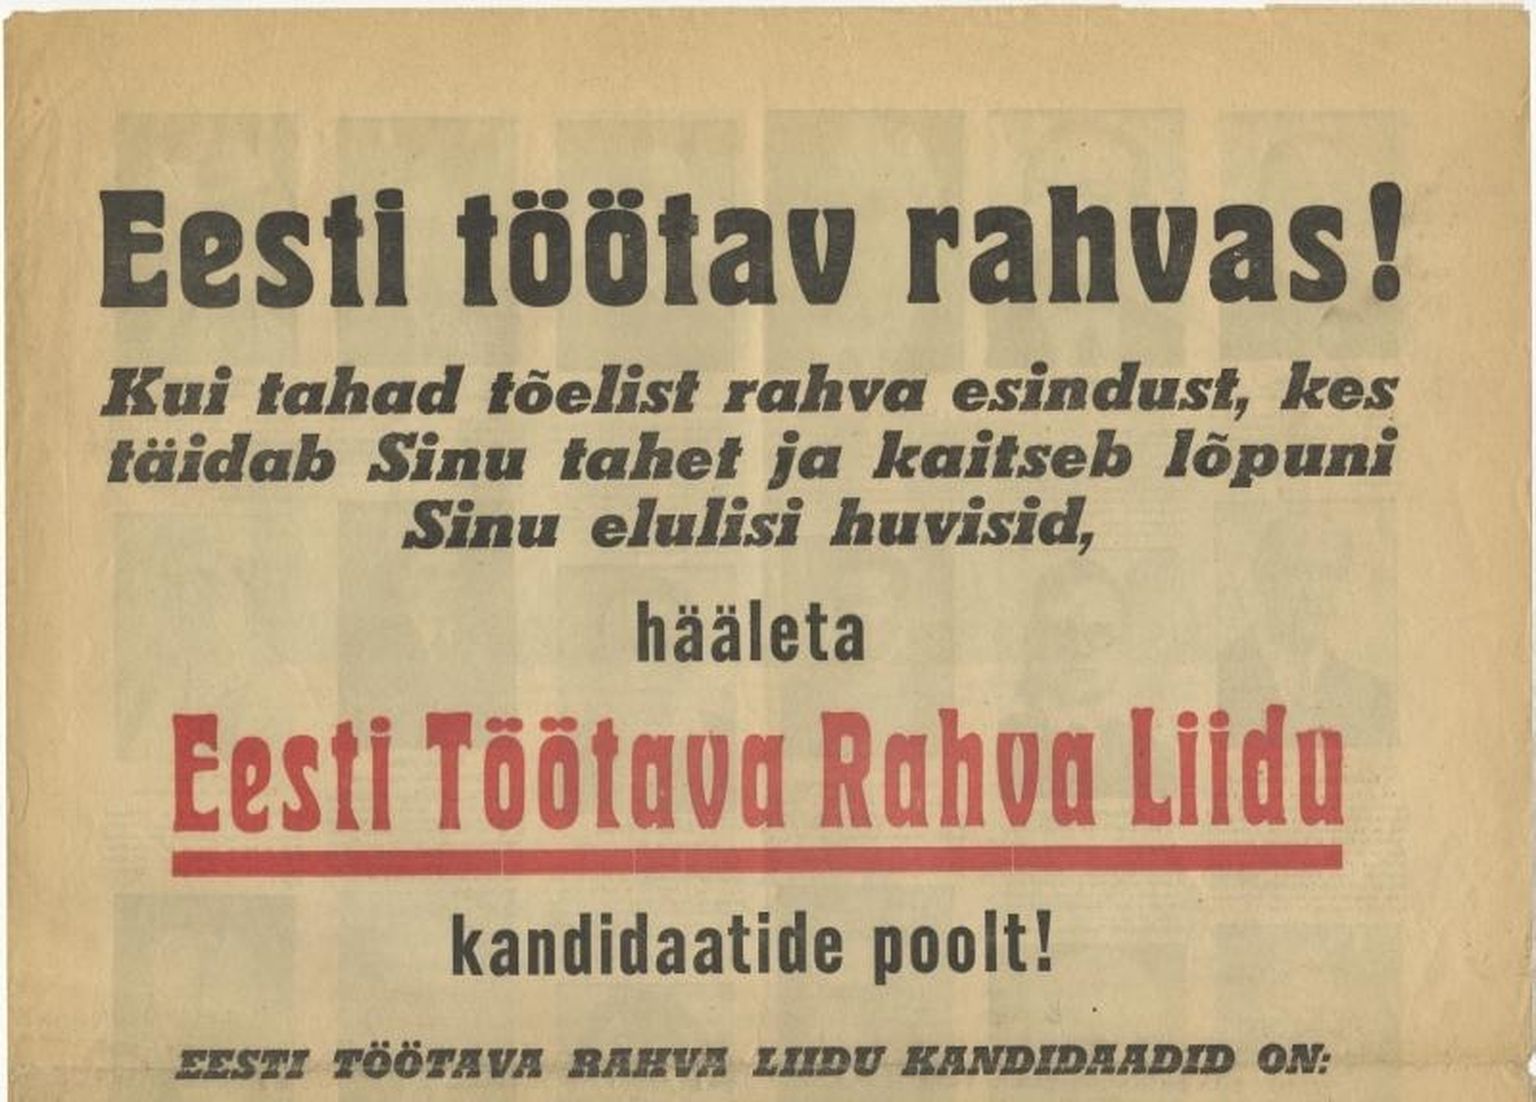 Eesti töötav rahvas!
Kui tahad tõelist rahva esindust, kes
täidab Sinu tahet ja kaitseb lõpuni
Sinu elulisi huvisid,
hääleta
Eesti Töötava Rahva Liidu
kandidaatide poolt!
EESTI TÖÖTAVA RAHVA LIIDU KANDIDAADID ON: